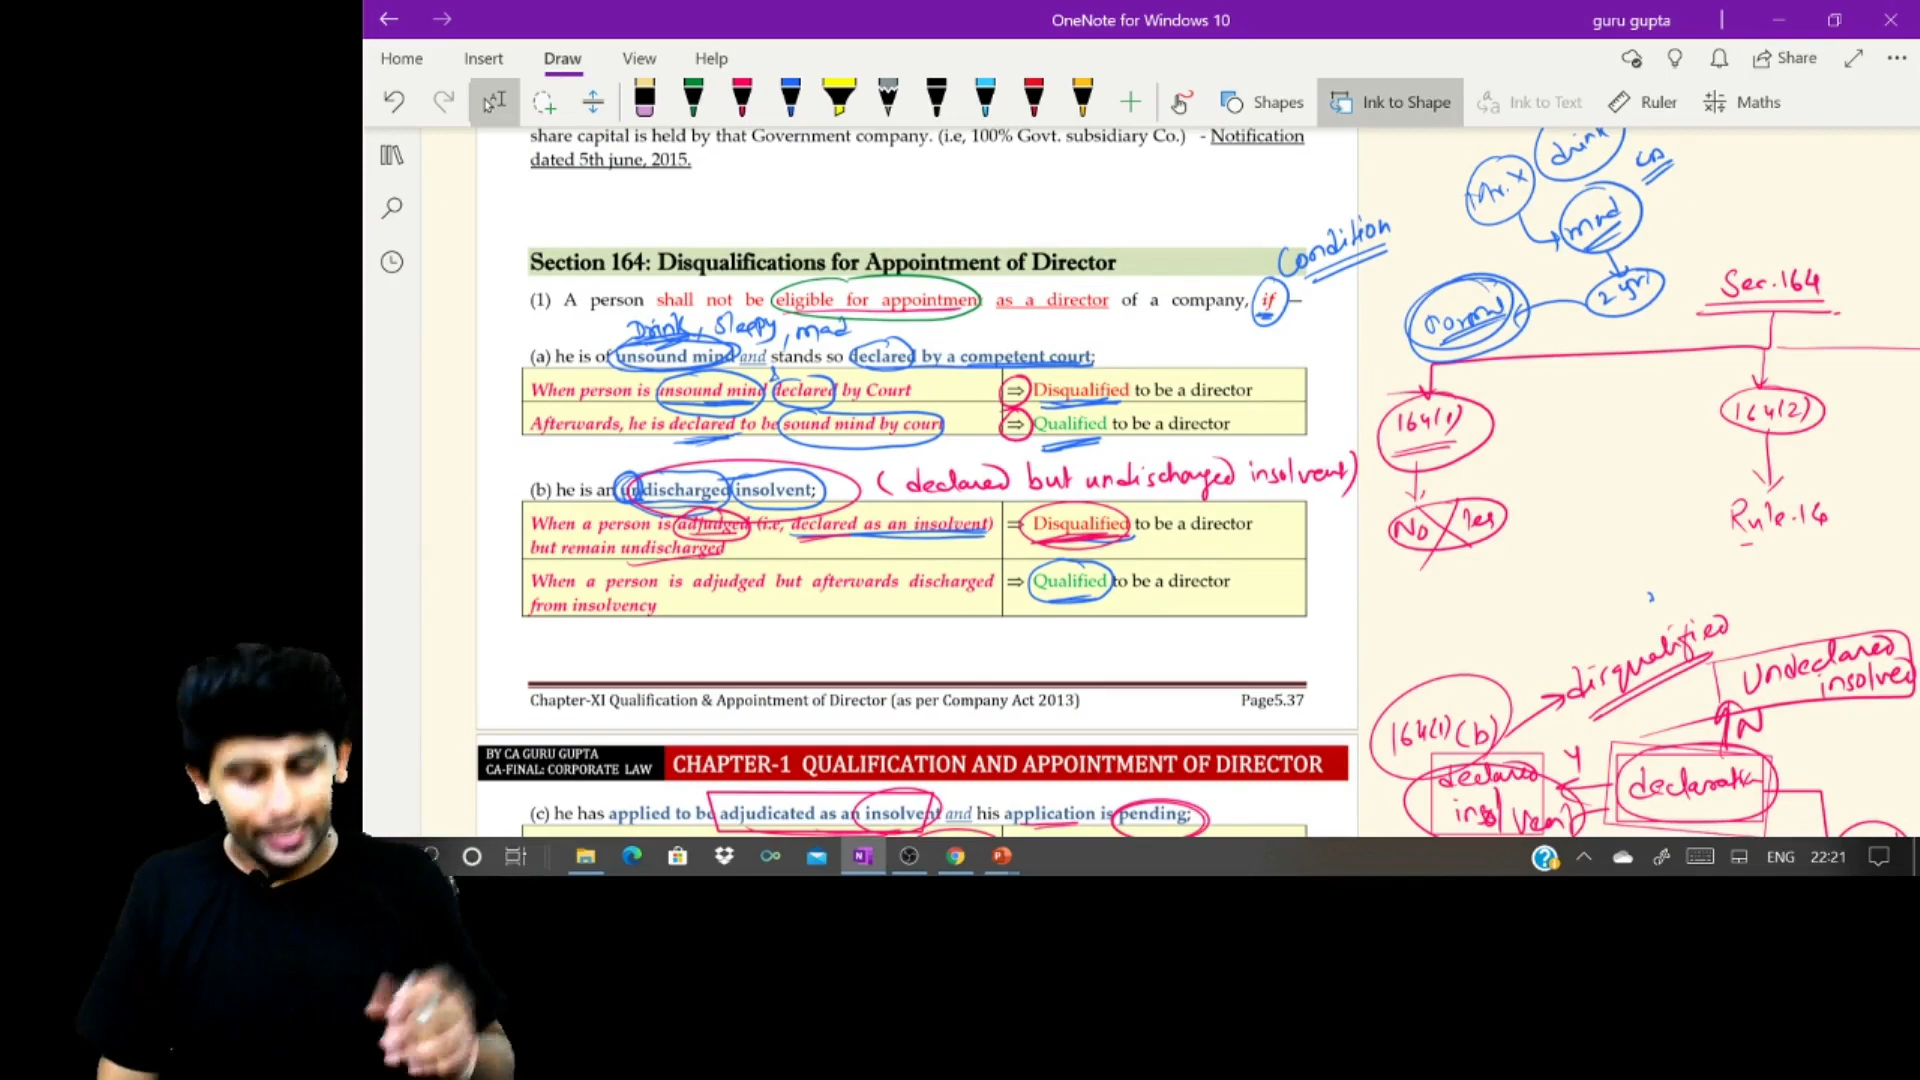 OneNote for Windows 10
guru gupta
Home Insert Draw View Help
Share
Shapes
Ink to Shape
Ink to Text
Ruler
Maths
share capital is held by that Government company. (i.e, 100% Govt. subsidiary Co.) - Notification
dated 5th june, 2015.
Condition
Section 164: Disqualifications for Appointment of Director
(1) A person shall not be eligible for appointment as a director of a company, if –
Drink, Sleepy, mad
(a) he is of unsound mind and stands so declared by a competent court;
When person is unsound mind declared by Court ⇒ Disqualified to be a director
Afterwards, he is declared to be sound mind by court ⇒ Qualified to be a director
(b) he is an undischarged insolvent; (declared but undischarged insolvent)
When a person is adjudged (i.e, declared as an insolvent) ⇒ Disqualified to be a director
but remain undischarged
When a person is adjudged but afterwards discharged ⇒ Qualified to be a director
from insolvency
Chapter-XI Qualification & Appointment of Director (as per Company Act 2013) Page5.37
BY CA GURU GUPTA
CA-FINAL: CORPORATE LAW
CHAPTER-1 QUALIFICATION AND APPOINTMENT OF DIRECTOR
(c) he has applied to be adjudicated as an insolvent and his application is pending;
drink
Mr. X
mad
2 yrs
normal
Sec. 164
164(1)
164(2)
No Yes
Rule.14
disqualified
Undeclared
insolvent
164(1)(b)
N
Y
declared
insolvent
declaration
ENG 22:21